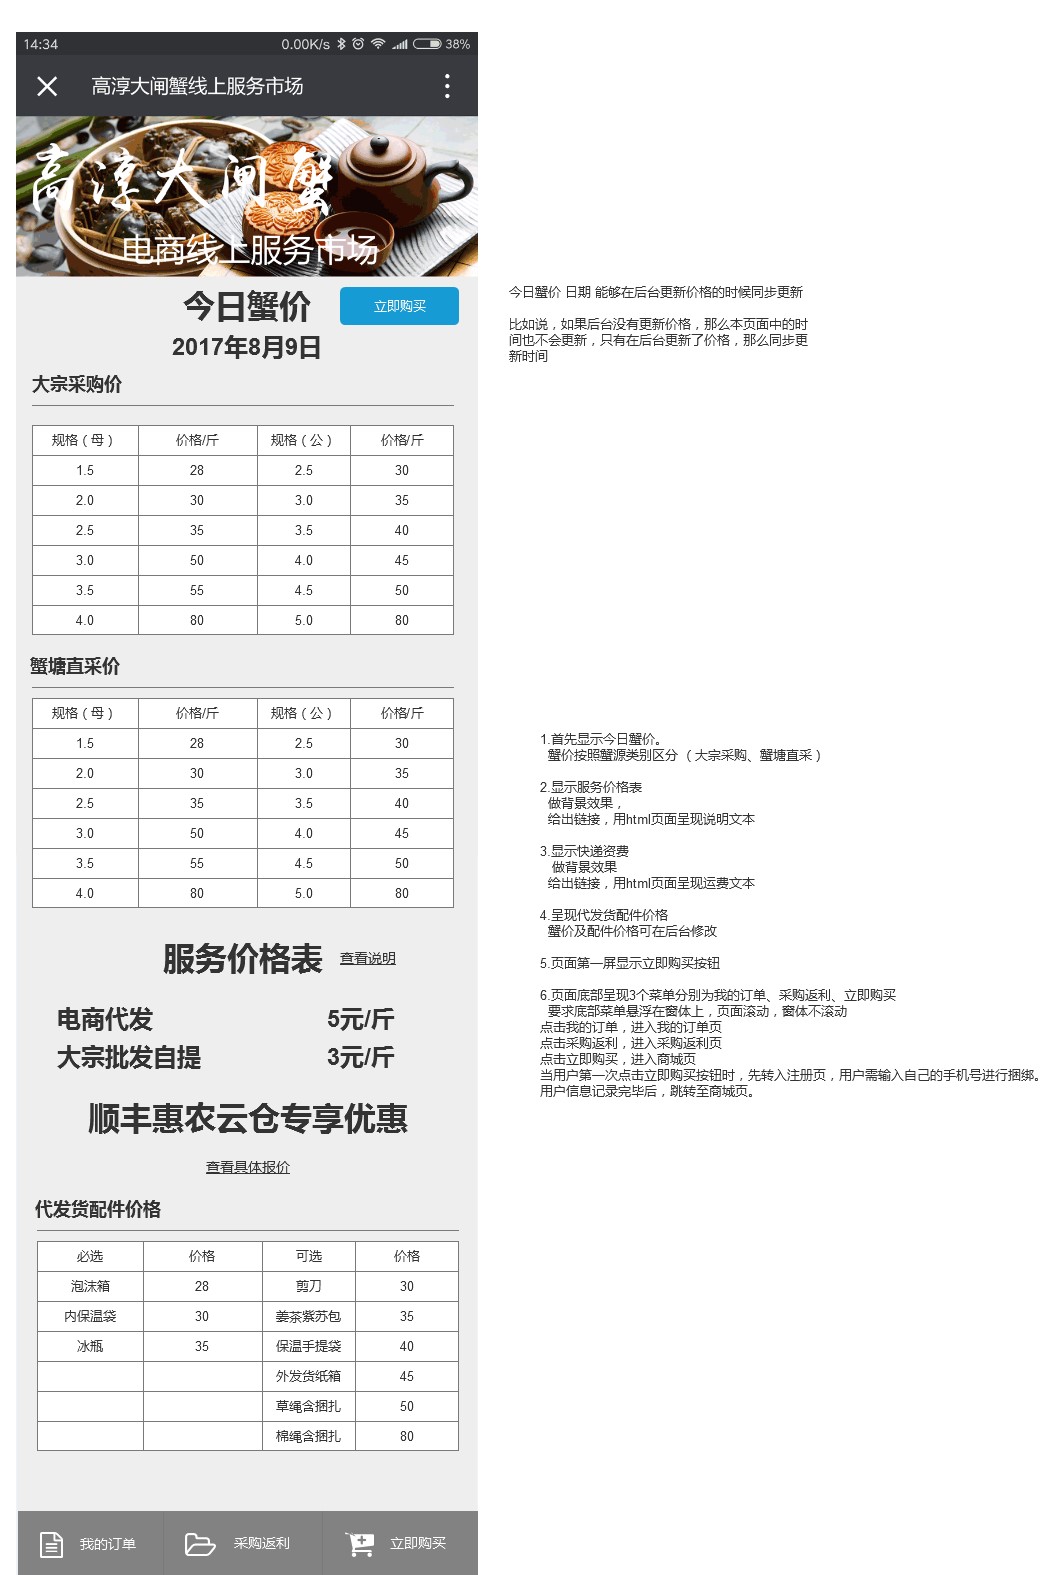 14:34
0.00K/s 38%
高淳大闸蟹线上服务市场
高淳大闸蟹
电商线上服务市场
今日蟹价 立即购买
2017年8月9日
大宗采购价
规格（母） 价格/斤 规格（公） 价格/斤
1.5 28 2.5 30
2.0 30 3.0 35
2.5 35 3.5 40
3.0 50 4.0 45
3.5 55 4.5 50
4.0 80 5.0 80
蟹塘直采价
规格（母） 价格/斤 规格（公） 价格/斤
1.5 28 2.5 30
2.0 30 3.0 35
2.5 35 3.5 40
3.0 50 4.0 45
3.5 55 4.5 50
4.0 80 5.0 80
服务价格表 查看说明
电商代发 5元/斤
大宗批发自提 3元/斤
顺丰惠农云仓专享优惠
查看具体报价
代发货配件价格
必选 价格 可选 价格
泡沫箱 28 剪刀 30
内保温袋 30 姜茶紫苏包 35
冰瓶 35 保温手提袋 40
外发货纸箱 45
草绳含捆扎 50
棉绳含捆扎 80
我的订单 采购返利 立即购买
今日蟹价 日期 能够在后台更新价格的时候同步更新
比如说，如果后台没有更新价格，那么本页面中的时
间也不会更新，只有在后台更新了价格，那么同步更
新时间
1.首先显示今日蟹价。
蟹价按照蟹源类别区分 （大宗采购、蟹塘直采）
2.显示服务价格表
做背景效果，
给出链接，用html页面呈现说明文本
3.显示快递资费
做背景效果
给出链接，用html页面呈现运费文本
4.呈现代发货配件价格
蟹价及配件价格可在后台修改
5.页面第一屏显示立即购买按钮
6.页面底部呈现3个菜单分别为我的订单、采购返利、立即购买
要求底部菜单悬浮在窗体上，页面滚动，窗体不滚动
点击我的订单，进入我的订单页
点击采购返利，进入采购返利页
点击立即购买，进入商城页
当用户第一次点击立即购买按钮时，先转入注册页，用户需输入自己的手机号进行捆绑。
用户信息记录完毕后，跳转至商城页。